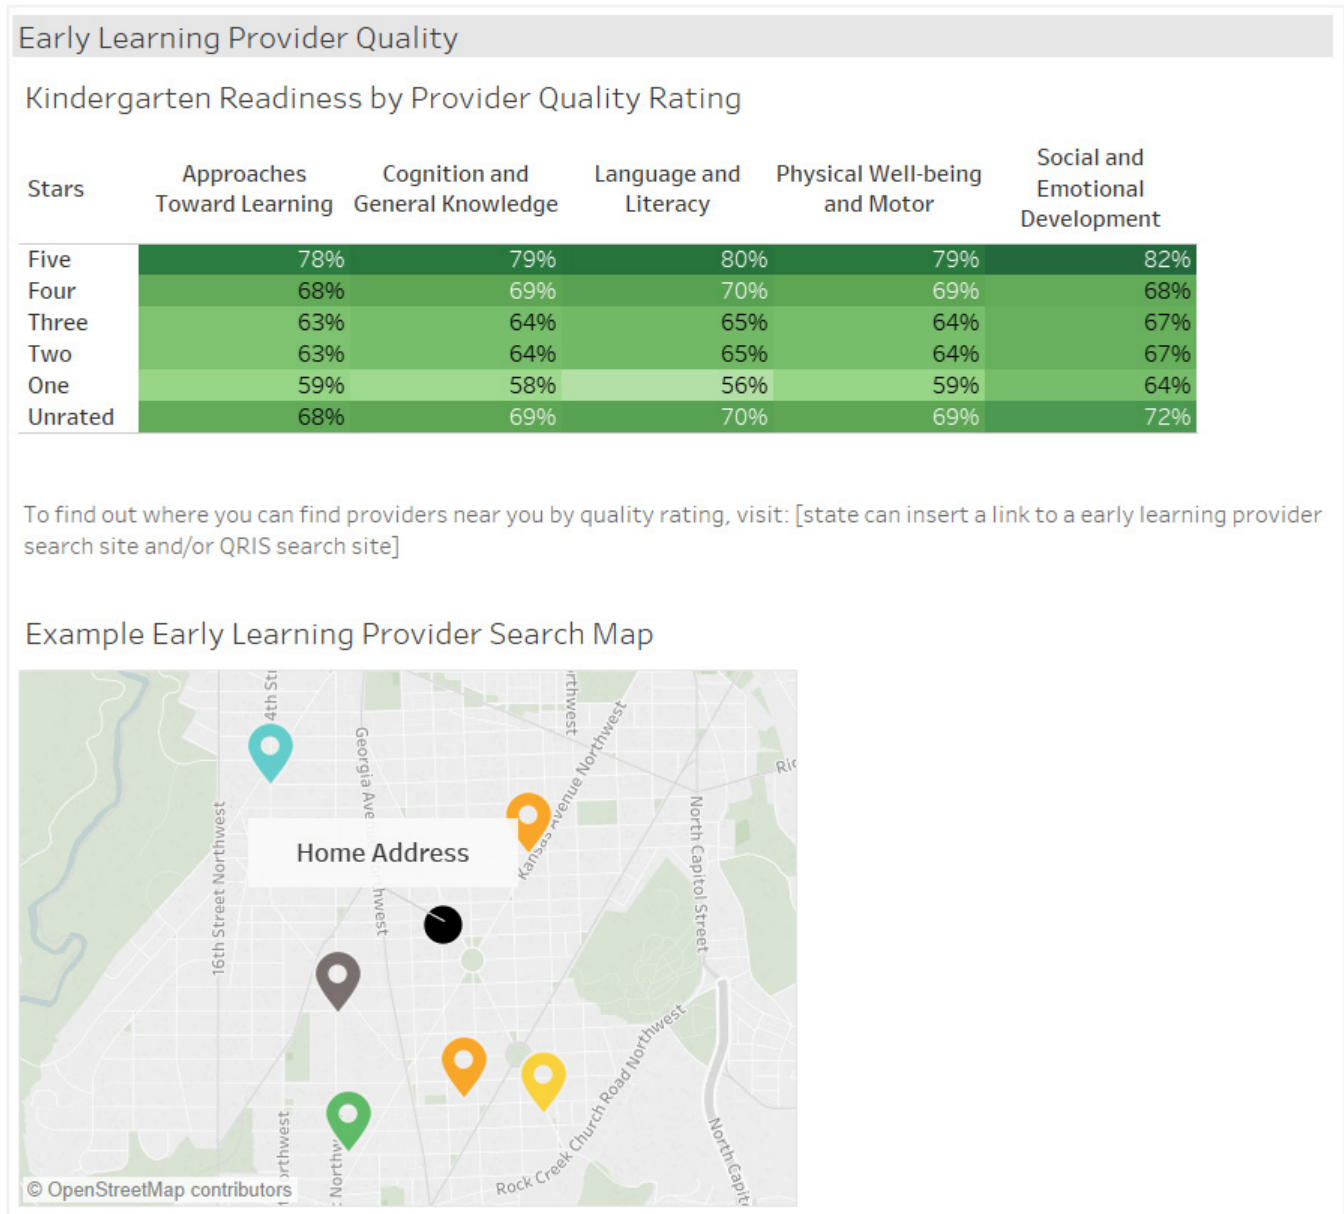 Early Learning Provider Quality
Kindergarten Readiness by Provider Quality Rating
Stars
Approaches
Toward Learning
Cognition and
General Knowledge
Language and
Literacy
Physical Well-being
and Motor
Social and
Emotional
Development
Five 78% 79% 80% 79% 82%
Four 68% 69% 70% 69% 68%
Three 63% 64% 65% 64% 67%
Two 63% 64% 65% 64% 67%
One 59% 58% 56% 59% 64%
Unrated 68% 69% 70% 69% 72%
To find out where you can find providers near you by quality rating, visit: [state can insert a link to a early learning provider
search site and/or QRIS search site]
Example Early Learning Provider Search Map
4th
Georgia
Kansas Avenue Northwest
16th Street Northwest
Home Address
North Capitol Street
Rock Creek Church Road Northwest
North
© OpenStreetMap contributors